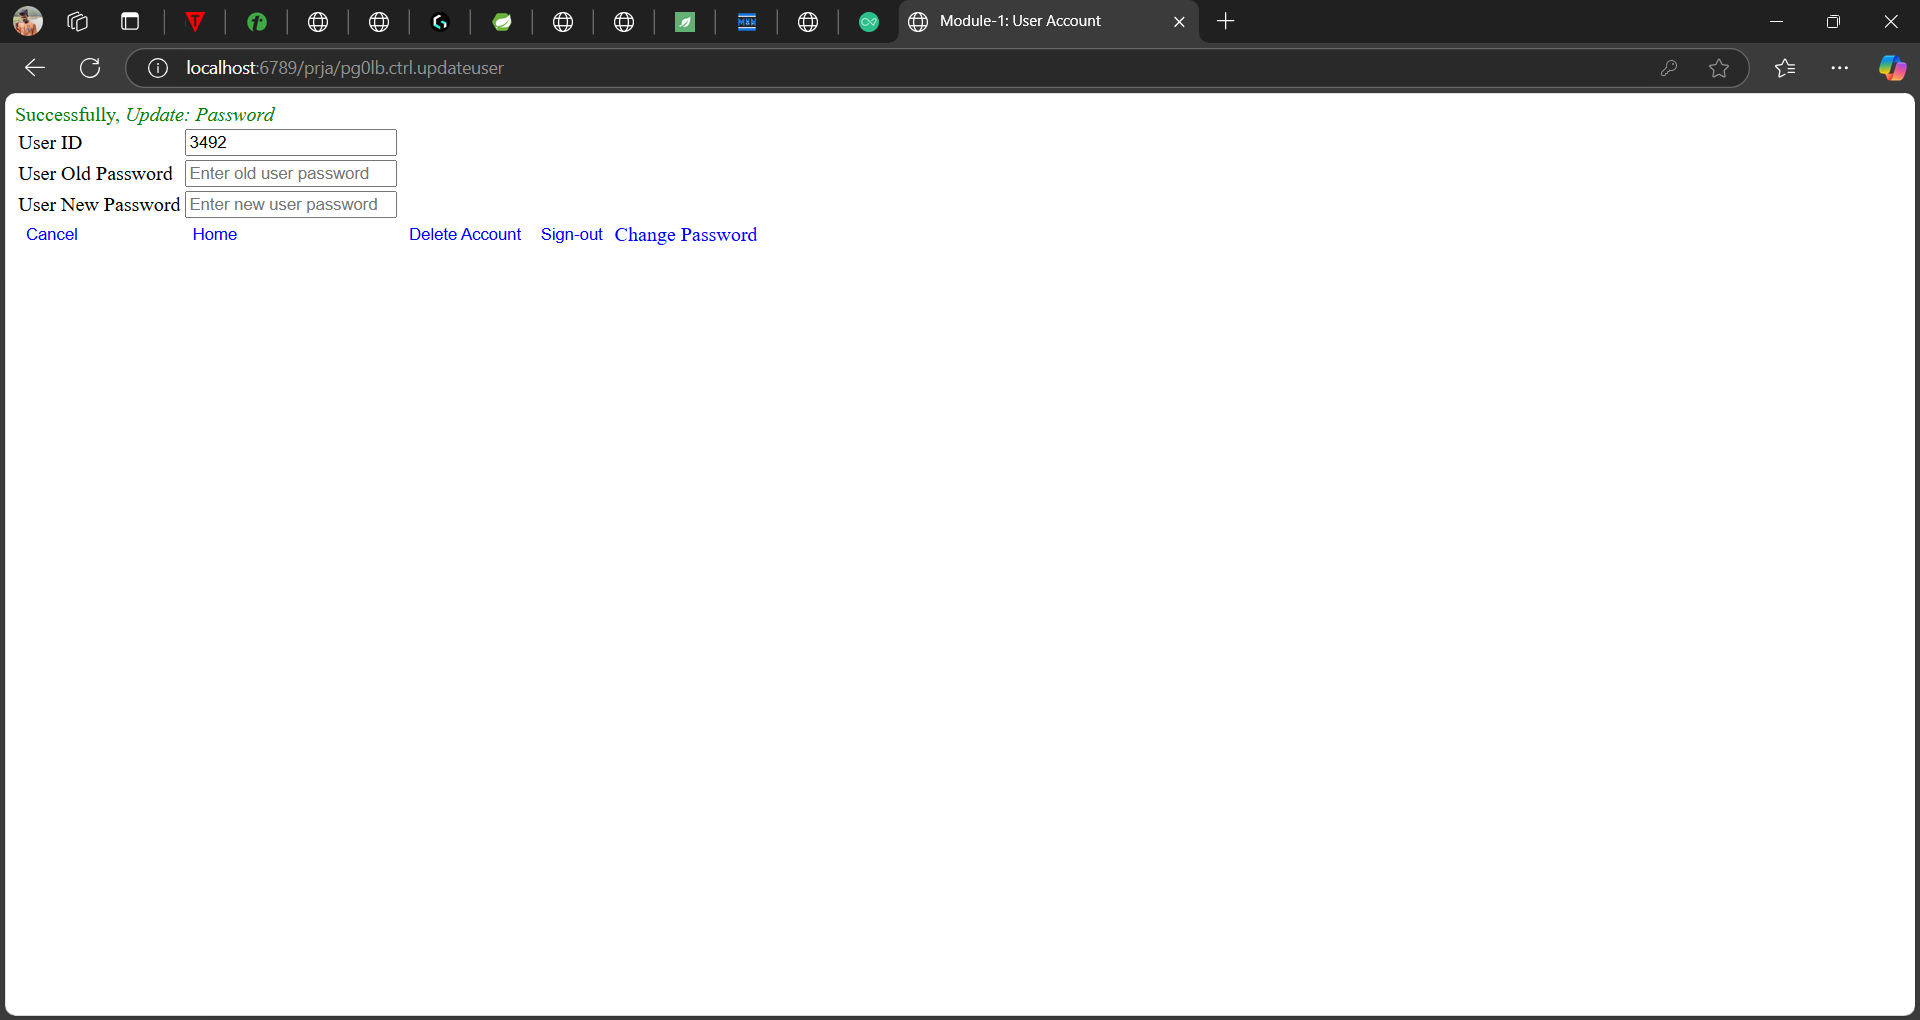 Module-1: User Account
localhost:6789/prja/pg0lb.ctrl.updateuser
Successfully, Update: Password
User ID 3492
User Old Password Enter old user password
User New Password Enter new user password
Cancel Home Delete Account Sign-out Change Password